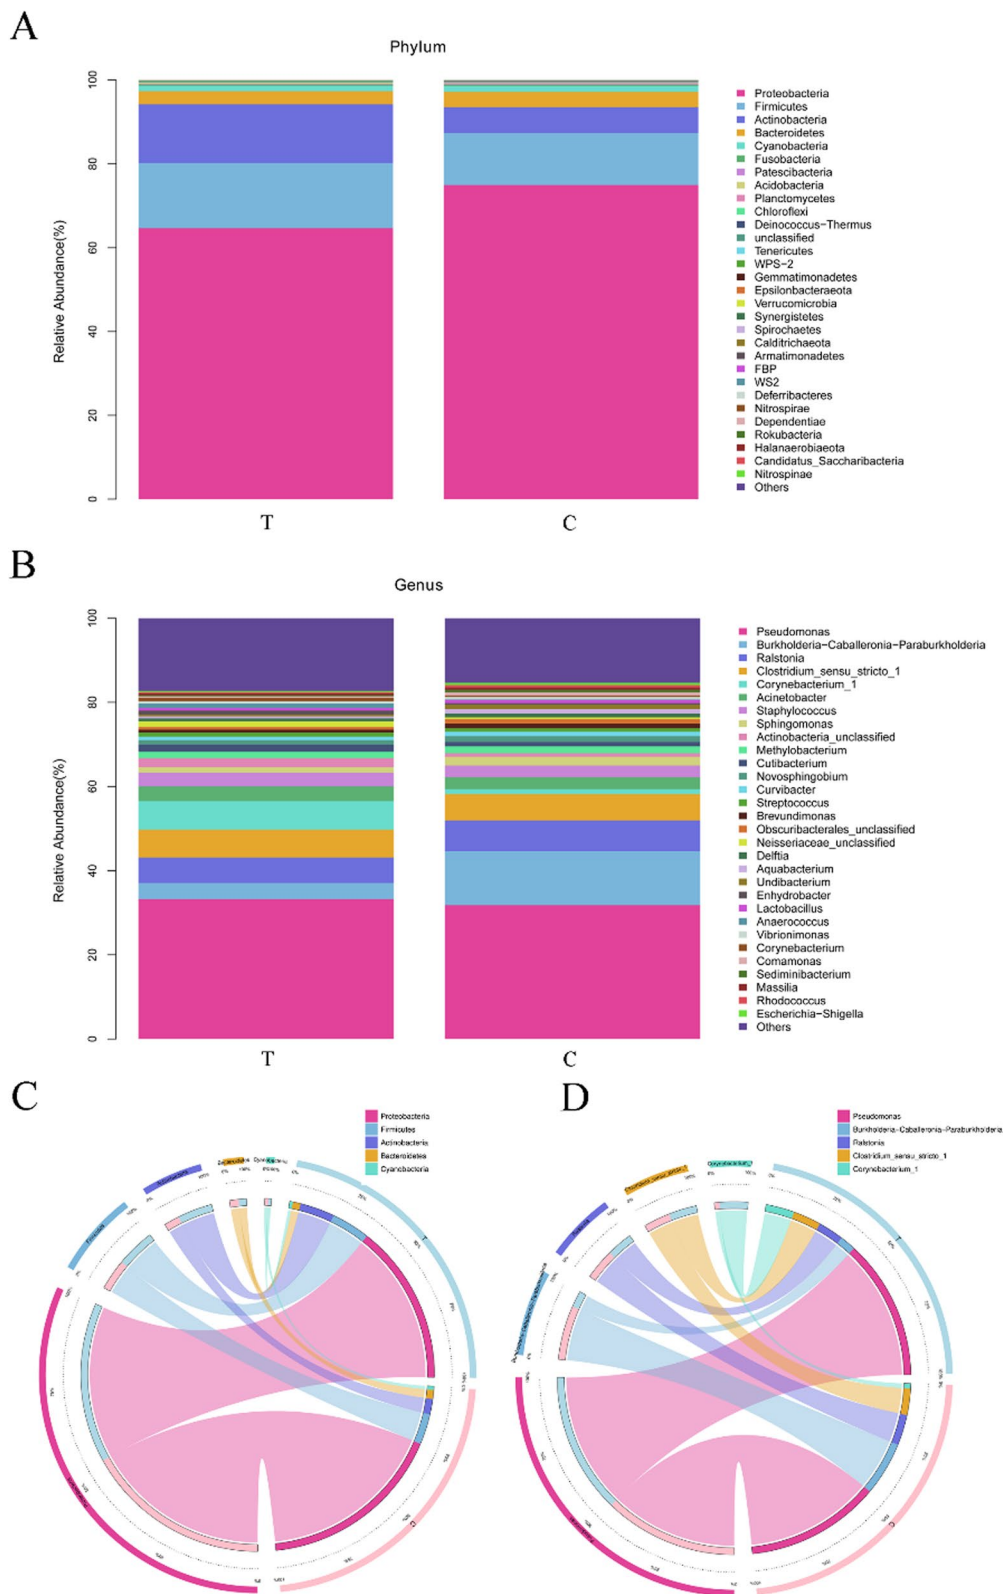 A
Phylum
Relative Abundance(%)
100
80
60
40
20
0
T
C
Proteobacteria
Firmicutes
Actinobacteria
Bacteroidetes
Cyanobacteria
Fusobacteria
Patescibacteria
Acidobacteria
Planctomycetes
Chloroflexi
Deinococcus−Thermus
unclassified
Tenericutes
WPS−2
Gemmatimonadetes
Epsilonbacteraeota
Verrucomicrobia
Synergistetes
Spirochaetes
Calditrichaeota
Armatimonadetes
FBP
WS2
Deferribacteres
Nitrospirae
Dependentiae
Rokubacteria
Halanaerobiaeota
Candidatus_Saccharibacteria
Nitrospinae
Others
B
Genus
Relative Abundance(%)
100
80
60
40
20
0
T
C
Pseudomonas
Burkholderia−Caballeronia−Paraburkholderia
Ralstonia
Clostridium_sensu_stricto_1
Corynebacterium_1
Acinetobacter
Staphylococcus
Sphingomonas
Actinobacteria_unclassified
Methylobacterium
Cutibacterium
Novosphingobium
Curvibacter
Streptococcus
Brevundimonas
Obscuribacterales_unclassified
Neisseriaceae_unclassified
Delftia
Aquabacterium
Undibacterium
Enhydrobacter
Lactobacillus
Anaerococcus
Vibrionimonas
Corynebacterium
Comamonas
Sediminibacterium
Massilia
Rhodococcus
Escherichia−Shigella
Others
C
Proteobacteria
Firmicutes
Actinobacteria
Bacteroidetes
Cyanobacteria
T
C
D
Pseudomonas
Burkholderia−Caballeronia−Paraburkholderia
Ralstonia
Clostridium_sensu_stricto_1
Corynebacterium_1
T
C